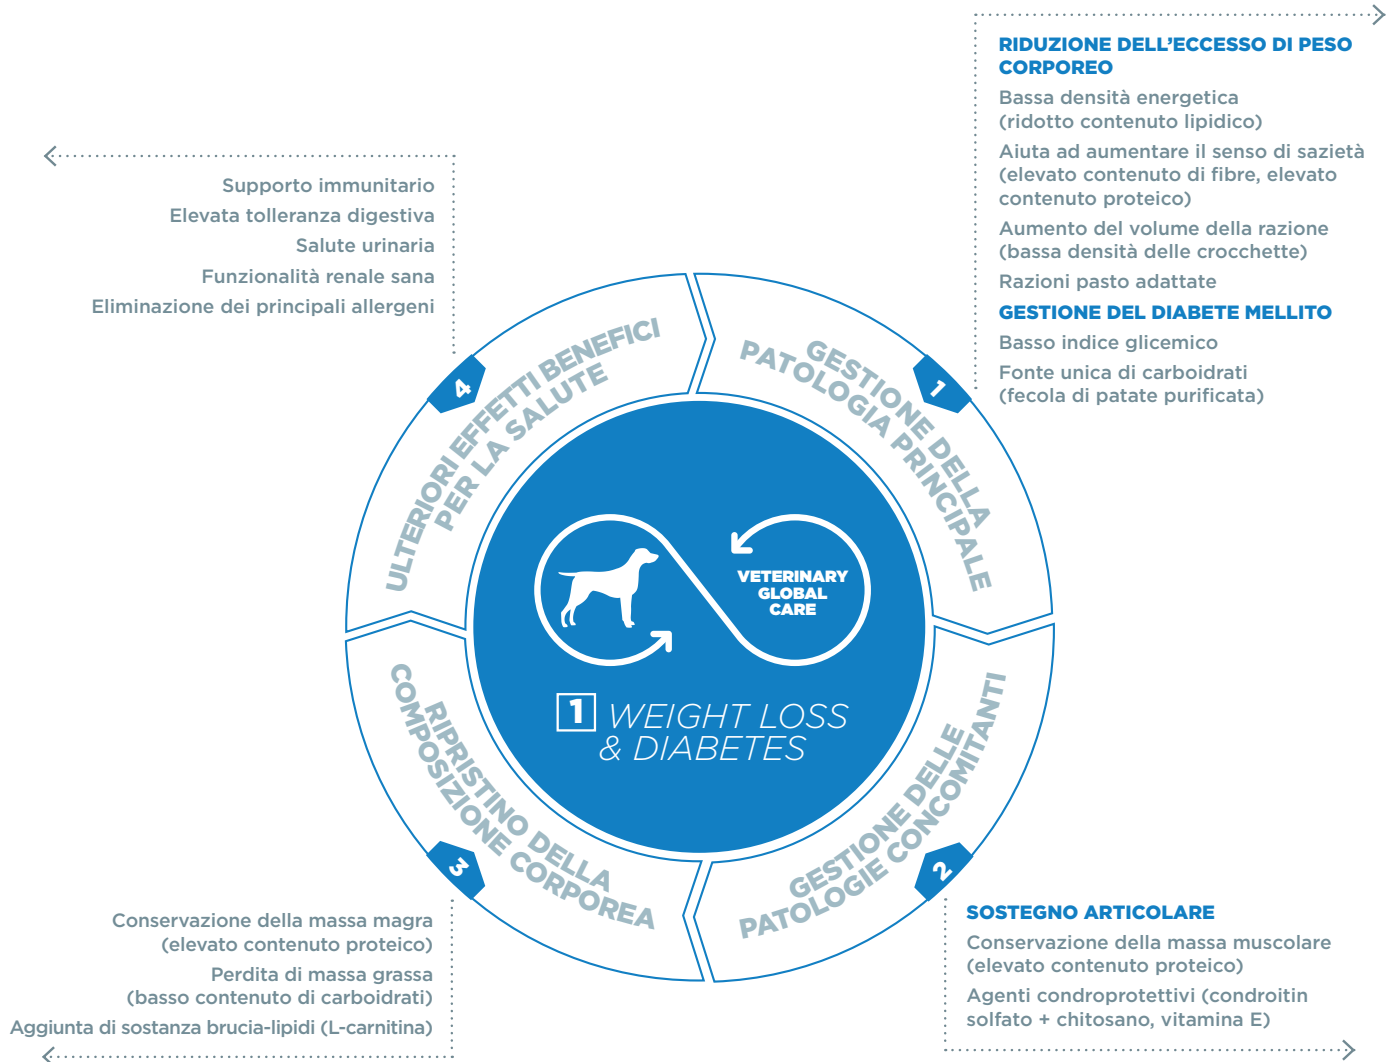 RIDUZIONE DELL'ECCESSO DI PESO
CORPOREO
Bassa densità energetica
(ridotto contenuto lipidico)
Aiuta ad aumentare il senso di sazietà
(elevato contenuto di fibre, elevato
contenuto proteico)
Aumento del volume della razione
(bassa densità delle crocchette)
Razioni pasto adattate
GESTIONE DEL DIABETE MELLITO
Basso indice glicemico
Fonte unica di carboidrati
(fecola di patate purificata)
Supporto immunitario
Elevata tolleranza digestiva
Salute urinaria
Funzionalità renale sana
Eliminazione dei principali allergeni
1
GESTIONE DELLA
PATOLOGIA PRINCIPALE
4
ULTERIORI EFFETTI BENEFICI
PER LA SALUTE
VETERINARY
GLOBAL
CARE
1 WEIGHT LOSS
& DIABETES
3
RIPRISTINO DELLA
COMPOSIZIONE CORPOREA
2
GESTIONE DELLE
PATOLOGIE CONCOMITANTI
Conservazione della massa magra
(elevato contenuto proteico)
Perdita di massa grassa
(basso contenuto di carboidrati)
Aggiunta di sostanza brucia-lipidi (L-carnitina)
SOSTEGNO ARTICOLARE
Conservazione della massa muscolare
(elevato contenuto proteico)
Agenti condroprotettivi (condroitin
solfato + chitosano, vitamina E)